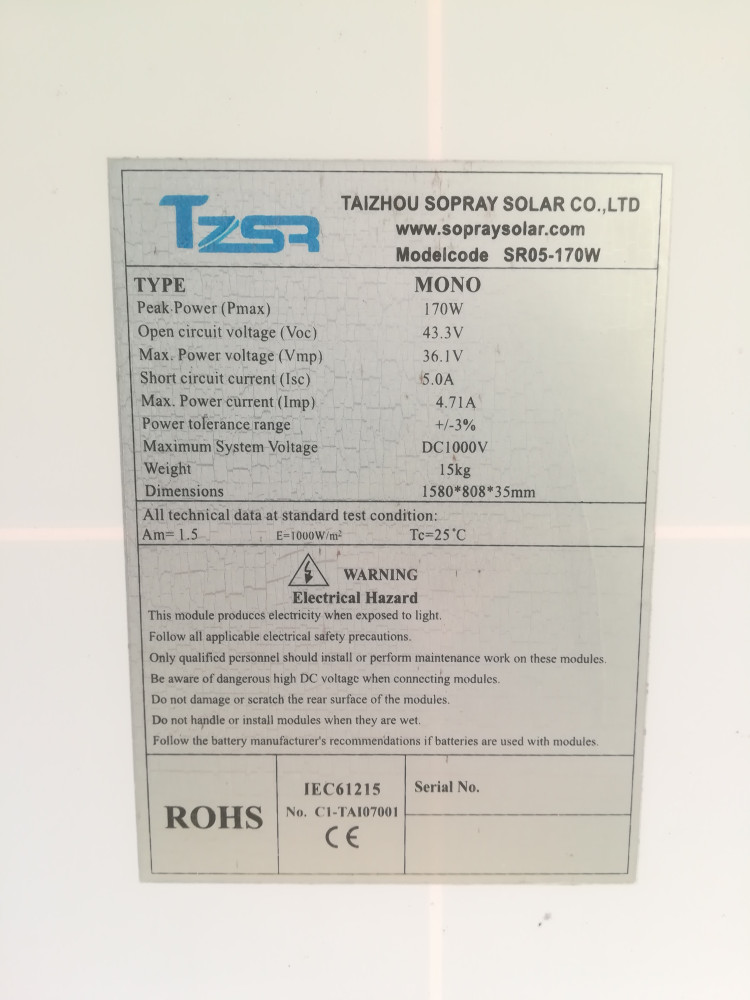 TZSR
TAIZHOU SOPRAY SOLAR CO.,LTD
www.sopraysolar.com
Modelcode SR05-170W
TYPE MONO
Peak Power (Pmax) 170W
Open circuit voltage (Voc) 43.3V
Max. Power voltage (Vmp) 36.1V
Short circuit current (Isc) 5.0A
Max. Power current (Imp) 4.71A
Power tolerance range +/-3%
Maximum System Voltage DC1000V
Weight 15kg
Dimensions 1580*808*35mm
All technical data at standard test condition:
Am= 1.5 E=1000W/m² Tc=25°C
WARNING
Electrical Hazard
This module produces electricity when exposed to light.
Follow all applicable electrical safety precautions.
Only qualified personnel should install or perform maintenance work on these modules.
Be aware of dangerous high DC voltage when connecting modules.
Do not damage or scratch the rear surface of the modules.
Do not handle or install modules when they are wet.
Follow the battery manufacturer's recommendations if batteries are used with modules.
ROHS
IEC61215
No. C1-TAI07001
CE
Serial No.